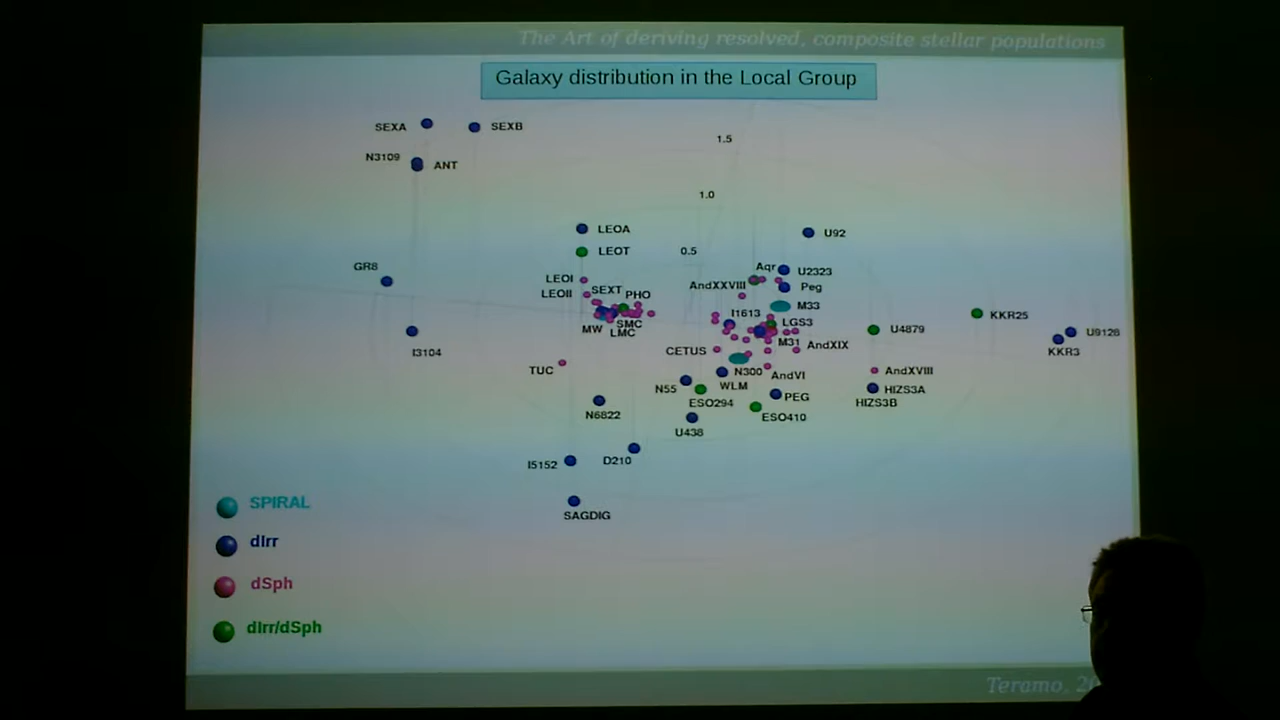 The Art of deriving resolved, composite stellar populations
Galaxy distribution in the Local Group
SEXA
SEXB
1.5
N3109
ANT
1.0
LEOA
U92
LEOT
0.5
GR8
Aqr
U2323
LEOI
AndXXVIII
Peg
LEOII
SEXT
PHO
M33
I1613
KKR25
MW
SMC
LMC
LGS3
U4879
U9128
I3104
M31
AndXIX
KKR3
CETUS
TUC
N300
AndVI
AndXVIII
N55
WLM
HIZS3A
ESO294
PEG
HIZS3B
N6822
ESO410
U438
I5152
D210
SAGDIG
SPIRAL
dIrr
dSph
dIrr/dSph
Teramo,